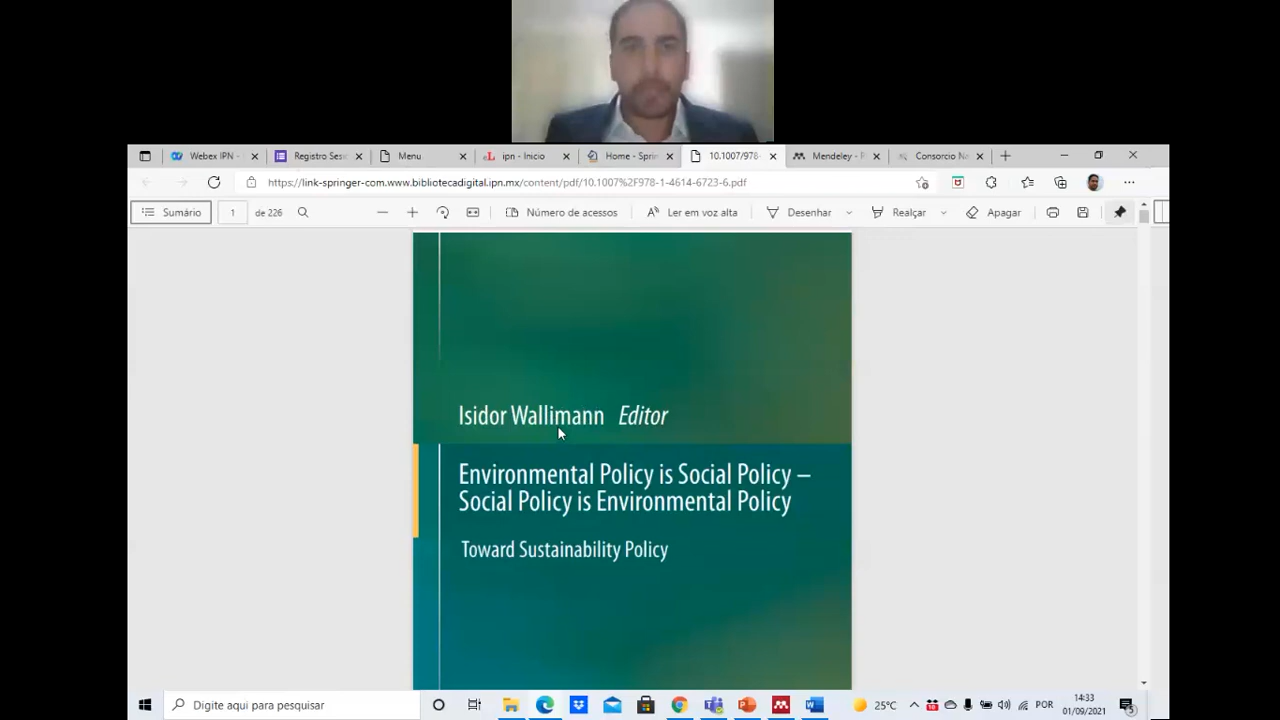 Webex IPN -
Registro Sesi
Menu
ipn - Inicio
Home - Sprin
10.1007/978-
Mendeley - R
Consorcio Na
https://link-springer-com.www.bibliotecadigital.ipn.mx/content/pdf/10.1007%2F978-1-4614-6723-6.pdf
Sumário
1
de 226
Número de acessos
Ler em voz alta
Desenhar
Realçar
Apagar
Isidor Wallimann Editor
Environmental Policy is Social Policy –
Social Policy is Environmental Policy
Toward Sustainability Policy
Digite aqui para pesquisar
25°C
POR
14:33
01/09/2021